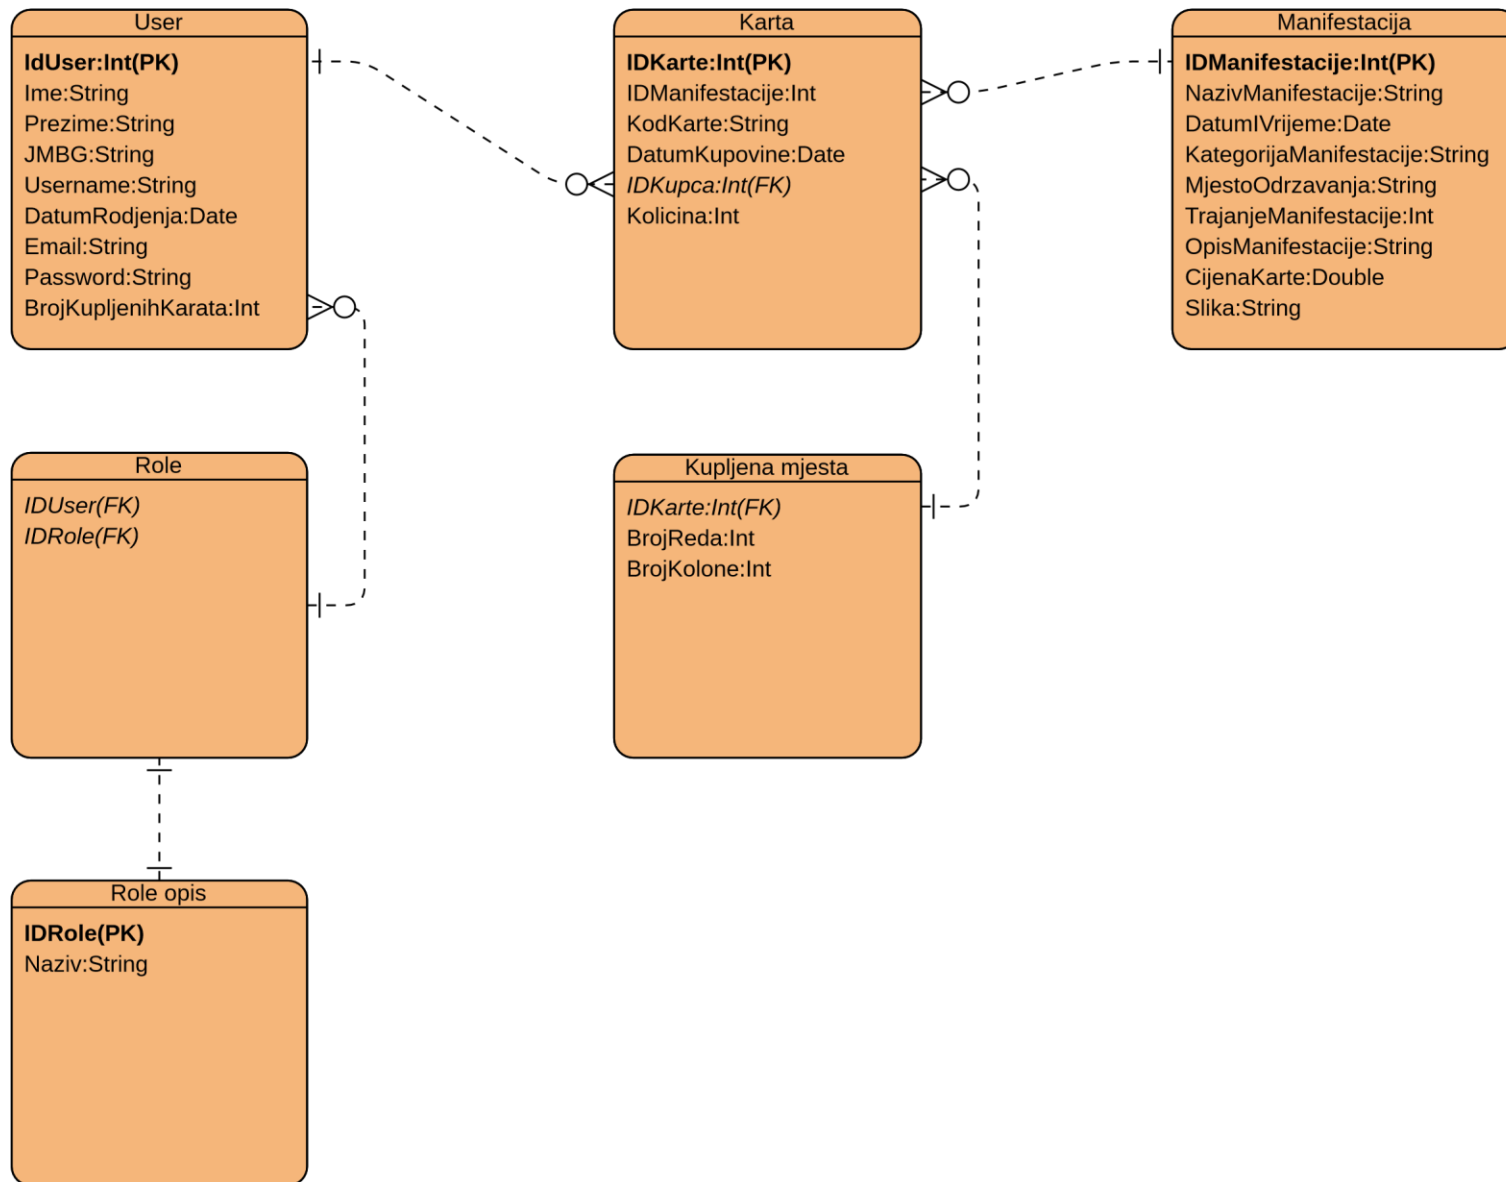 User
IdUser:Int(PK)
Ime:String
Prezime:String
JMBG:String
Username:String
DatumRodjenja:Date
Email:String
Password:String
BrojKupljenihKarata:Int
Karta
IDKarte:Int(PK)
IDManifestacije:Int
KodKarte:String
DatumKupovine:Date
IDKupca:Int(FK)
Kolicina:Int
Manifestacija
IDManifestacije:Int(PK)
NazivManifestacije:String
DatumIVrijeme:Date
KategorijaManifestacije:String
MjestoOdrzavanja:String
TrajanjeManifestacije:Int
OpisManifestacije:String
CijenaKarte:Double
Slika:String
Role
IDUser(FK)
IDRole(FK)
Kupljena mjesta
IDKarte:Int(FK)
BrojReda:Int
BrojKolone:Int
Role opis
IDRole(PK)
Naziv:String